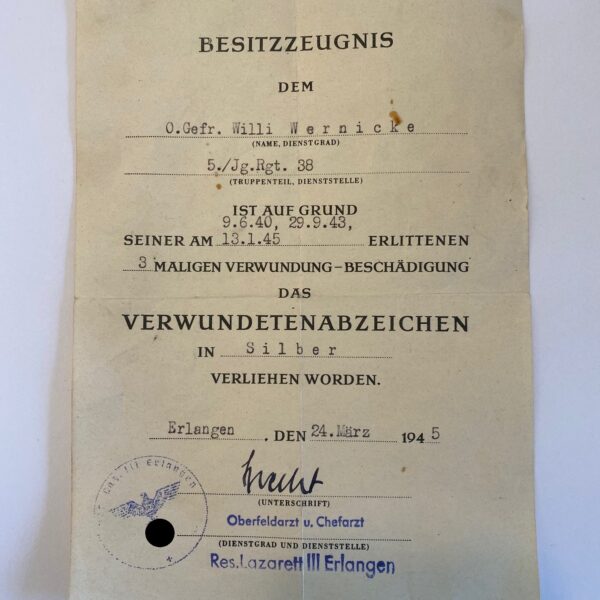 BESITZZEUGNIS
DEM
O.Gefr. Willi Wernicke
(NAME, DIENSTGRAD)
5./Jg.Rgt. 38
(TRUPPENTEIL, DIENSTSTELLE)
IST AUF GRUND
9.6.40, 29.9.43,
SEINER AM 13.1.45 ERLITTENEN
3 MALIGEN VERWUNDUNG-BESCHÄDIGUNG
DAS
VERWUNDETENABZEICHEN
IN Silber
VERLIEHEN WORDEN.
Erlangen, DEN 24.März 1945
(UNTERSCHRIFT)
Oberfeldarzt u. Chefarzt
(DIENSTGRAD UND DIENSTSTELLE)
Res.Lazarett III Erlangen
III Erlangen